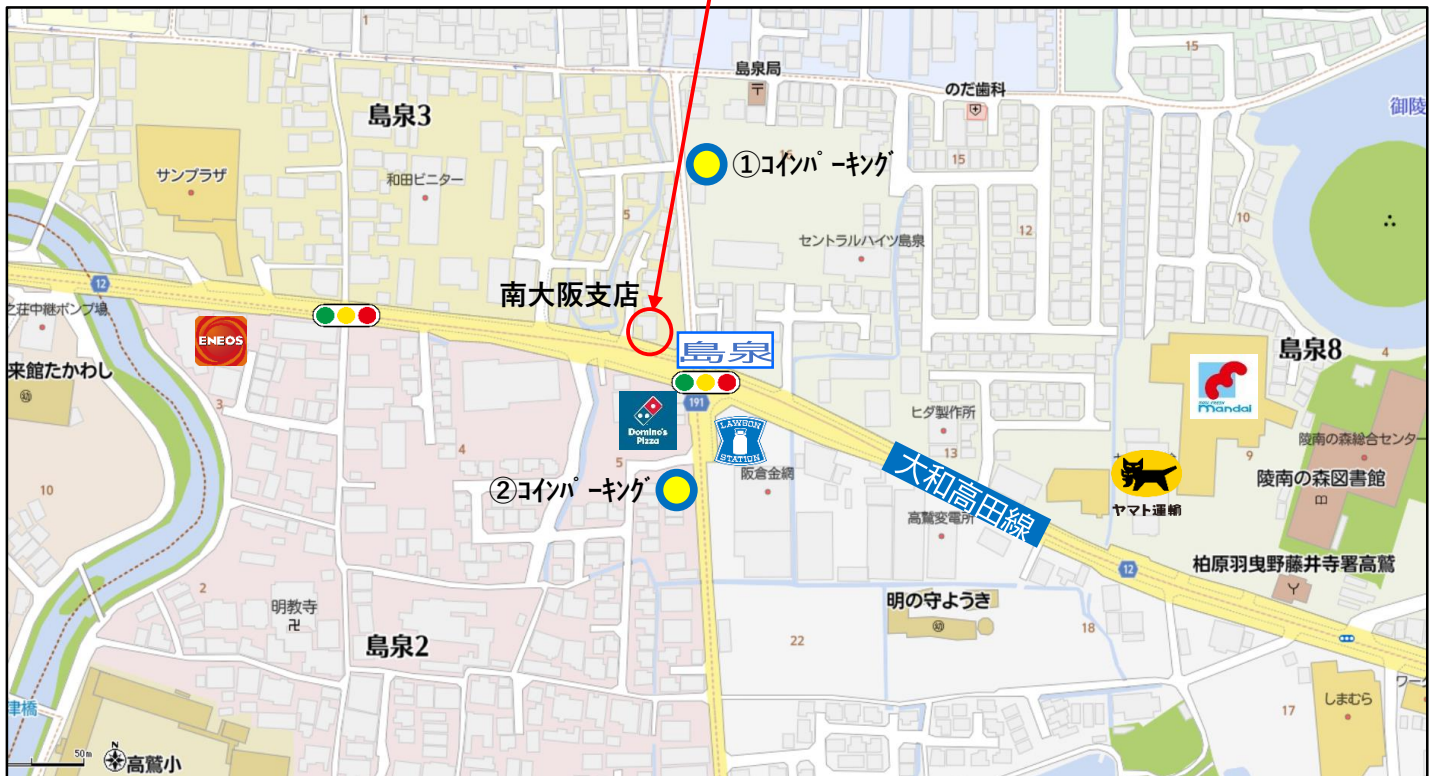 1
15
島泉局
〒
のだ歯科
御陵
島泉3
①コインパーキング
16
15
サンプラザ
和田ビニター
5
10
セントラルハイツ島泉
12
12
南大阪支店
之荘中継ポンプ場
ENEOS
島泉
島泉8
4
来館たかわし
幼
191
mandai
Domino's
Pizza
LAWSON
STATION
3
ヒダ製作所
13
陵南の森総合センター
4
5
9
②コインパーキング
阪倉金網
大和高田線
陵南の森図書館
10
ヤマト運輸
高鷲変電所
12
柏原羽曳野藤井寺署高鷲
2
明教寺
卍
明の守ようき
幼
18
22
島泉2
ワー
しまむら
津橋
17
N
50m
高鷲小